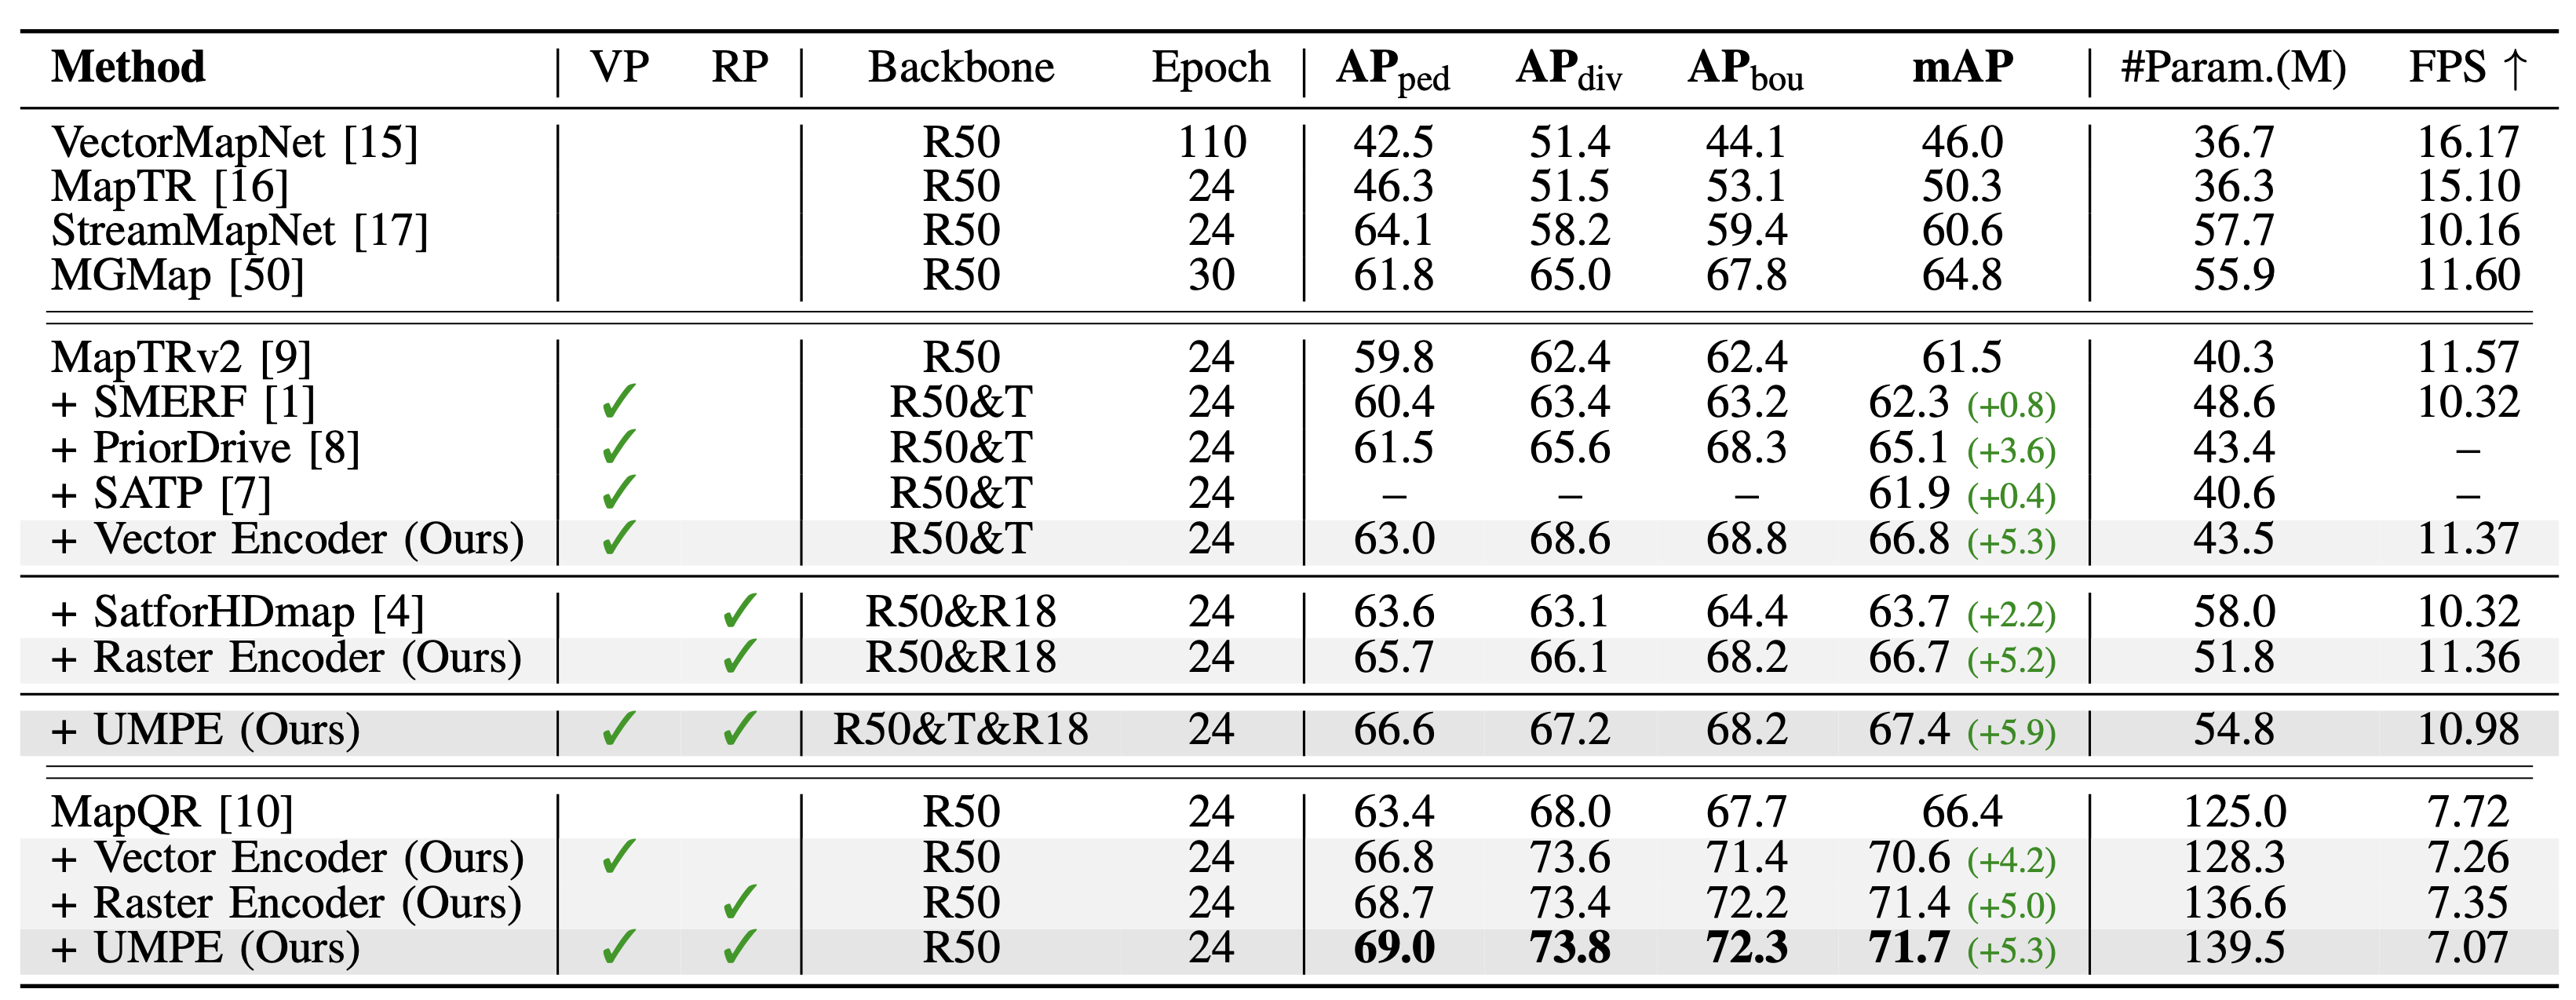 Method VP RP Backbone Epoch APped APdiv APbou mAP #Param.(M) FPS ↑
VectorMapNet [15] R50 110 42.5 51.4 44.1 46.0 36.7 16.17
MapTR [16] R50 24 46.3 51.5 53.1 50.3 36.3 15.10
StreamMapNet [17] R50 24 64.1 58.2 59.4 60.6 57.7 10.16
MGMap [50] R50 30 61.8 65.0 67.8 64.8 55.9 11.60
MapTRv2 [9] R50 24 59.8 62.4 62.4 61.5 40.3 11.57
+ SMERF [1] ✓ R50&T 24 60.4 63.4 63.2 62.3 (+0.8) 48.6 10.32
+ PriorDrive [8] ✓ R50&T 24 61.5 65.6 68.3 65.1 (+3.6) 43.4 –
+ SATP [7] ✓ R50&T 24 – – – 61.9 (+0.4) 40.6 –
+ Vector Encoder (Ours) ✓ R50&T 24 63.0 68.6 68.8 66.8 (+5.3) 43.5 11.37
+ SatforHDmap [4] ✓ R50&R18 24 63.6 63.1 64.4 63.7 (+2.2) 58.0 10.32
+ Raster Encoder (Ours) ✓ R50&R18 24 65.7 66.1 68.2 66.7 (+5.2) 51.8 11.36
+ UMPE (Ours) ✓ ✓ R50&T&R18 24 66.6 67.2 68.2 67.4 (+5.9) 54.8 10.98
MapQR [10] R50 24 63.4 68.0 67.7 66.4 125.0 7.72
+ Vector Encoder (Ours) ✓ R50 24 66.8 73.6 71.4 70.6 (+4.2) 128.3 7.26
+ Raster Encoder (Ours) ✓ R50 24 68.7 73.4 72.2 71.4 (+5.0) 136.6 7.35
+ UMPE (Ours) ✓ ✓ R50 24 69.0 73.8 72.3 71.7 (+5.3) 139.5 7.07